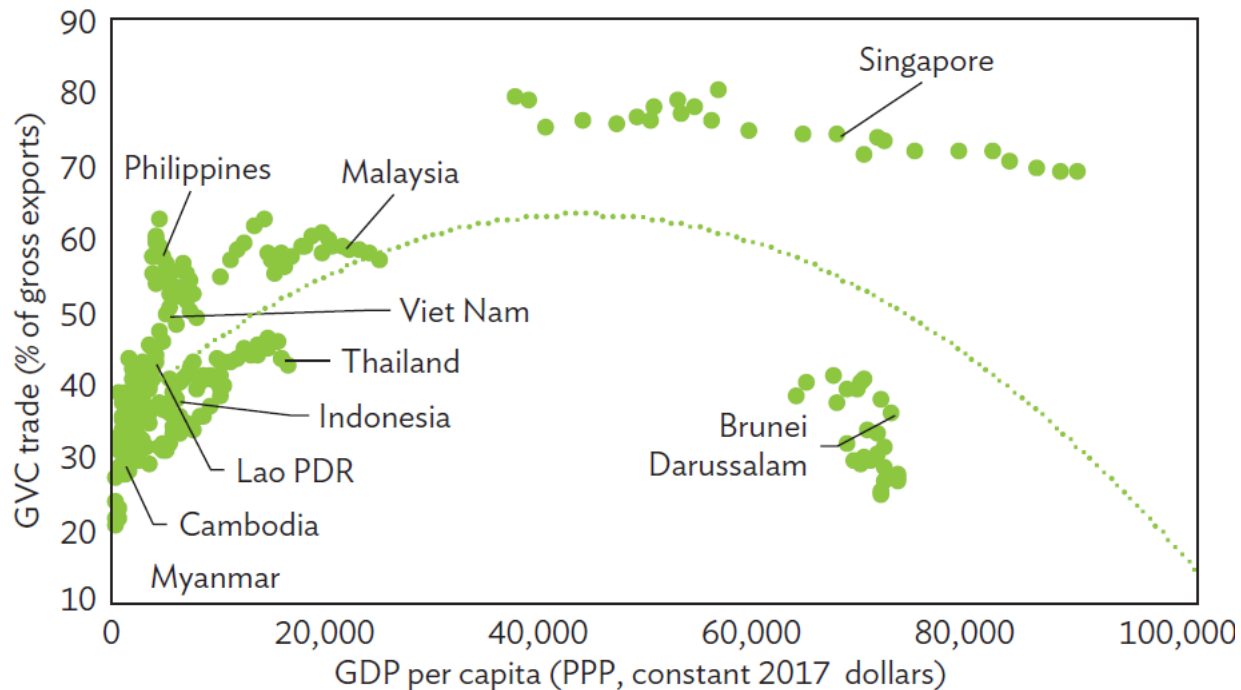 90
80
70
60
50
40
30
20
10
GVC trade (% of gross exports)
Singapore
Philippines
Malaysia
Viet Nam
Thailand
Indonesia
Brunei
Darussalam
Lao PDR
Cambodia
Myanmar
0 20,000 40,000 60,000 80,000 100,000
GDP per capita (PPP, constant 2017 dollars)